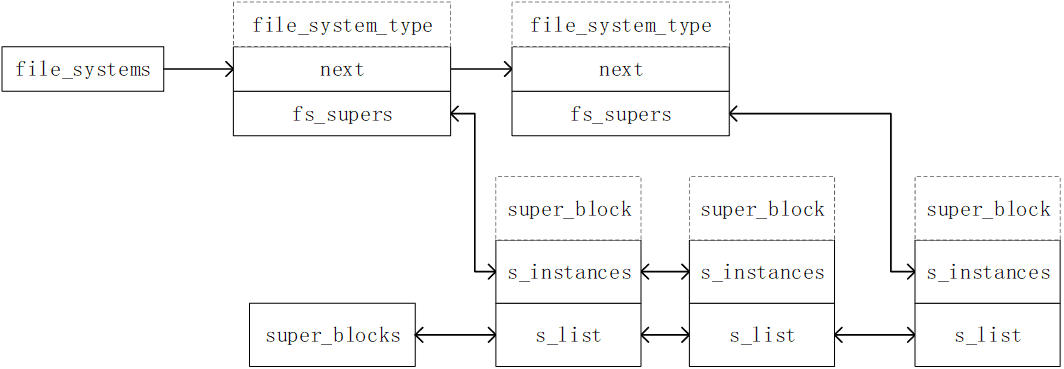 file_system_type
file_system_type
file_systems
next
next
fs_supers
fs_supers
super_block
super_block
super_block
s_instances
s_instances
s_instances
super_blocks
s_list
s_list
s_list